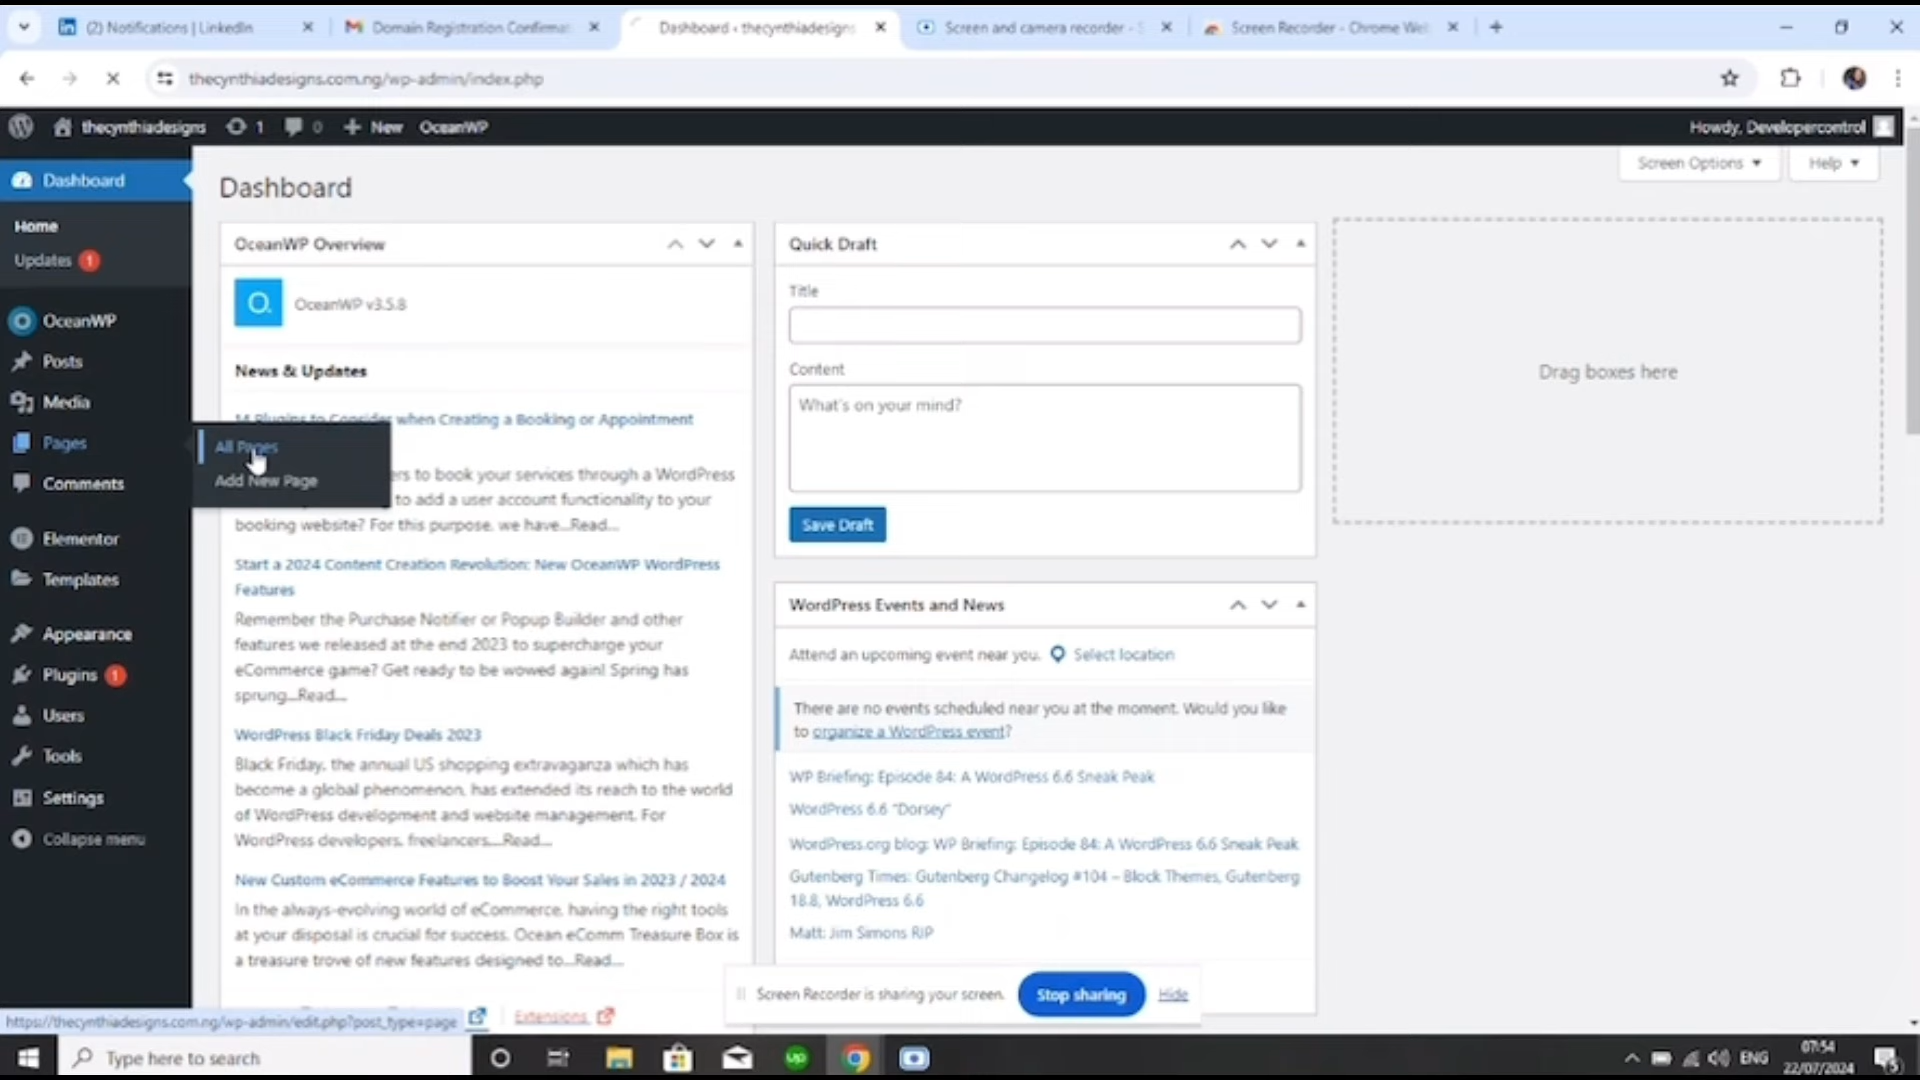 (2) Notifications | LinkedIn
Domain Registration Confirmat
Dashboard ‹ thecynthiadesigns
Screen and camera recorder - S
Screen Recorder - Chrome Web
thecynthiadesigns.com.ng/wp-admin/index.php
thecynthiadesigns
1
0
New
OceanWP
Howdy, Developercontrol
Dashboard
Home
Updates 1
OceanWP
Posts
Media
Pages
Comments
Elementor
Templates
Appearance
Plugins 1
Users
Tools
Settings
Collapse menu
All Pages
Add New Page
Screen Options
Help
Dashboard
OceanWP Overview
OceanWP v3.5.8
News & Updates
14 Plugins to Consider when Creating a Booking or Appointment
ers to book your services through a WordPress
to add a user account functionality to your
booking website? For this purpose, we have...Read...
Start a 2024 Content Creation Revolution: New OceanWP WordPress
Features
Remember the Purchase Notifier or Popup Builder and other
features we released at the end 2023 to supercharge your
eCommerce game? Get ready to be wowed again! Spring has
sprung...Read...
WordPress Black Friday Deals 2023
Black Friday, the annual US shopping extravaganza which has
become a global phenomenon, has extended its reach to the world
of WordPress development and website management. For
WordPress developers, freelancers,...Read...
New Custom eCommerce Features to Boost Your Sales in 2023 / 2024
In the always-evolving world of eCommerce, having the right tools
at your disposal is crucial for success. Ocean eComm Treasure Box is
a treasure trove of new features designed to...Read...
Extensions
Quick Draft
Title
Content
What's on your mind?
Save Draft
WordPress Events and News
Attend an upcoming event near you. Select location
There are no events scheduled near you at the moment. Would you like
to organize a WordPress event?
WP Briefing: Episode 84: A WordPress 6.6 Sneak Peak
WordPress 6.6 "Dorsey"
WordPress.org blog: WP Briefing: Episode 84: A WordPress 6.6 Sneak Peak
Gutenberg Times: Gutenberg Changelog #104 – Block Themes, Gutenberg
18.8, WordPress 6.6
Matt: Jim Simons RIP
Drag boxes here
Screen Recorder is sharing your screen.
Stop sharing
Hide
https://thecynthiadesigns.com.ng/wp-admin/edit.php?post_type=page
Type here to search
up
ENG
07:54
22/07/2024
5